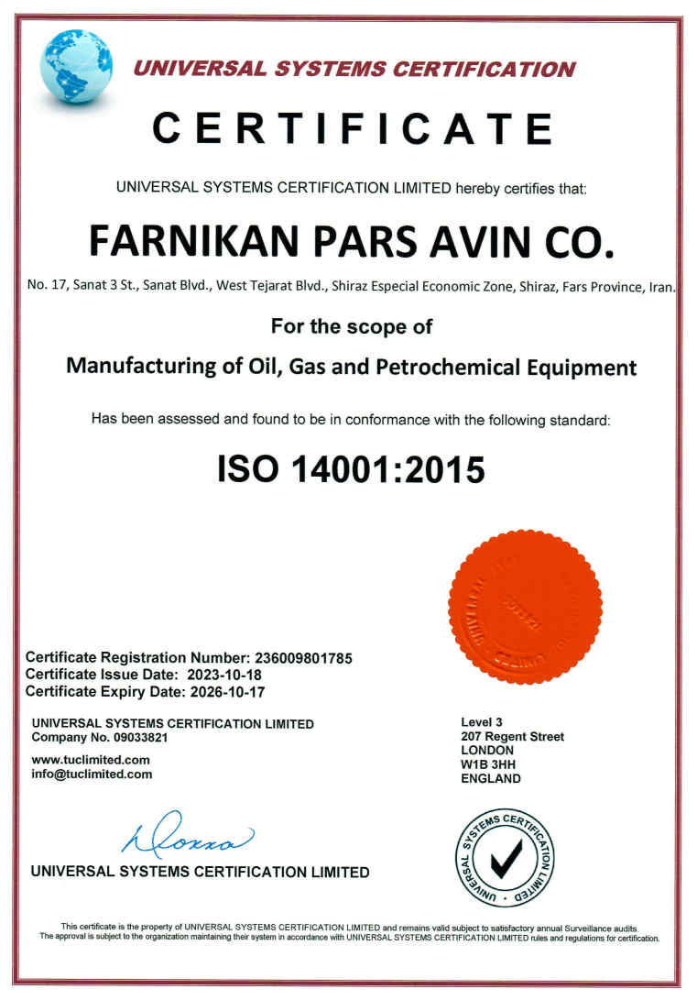 UNIVERSAL SYSTEMS CERTIFICATION
CERTIFICATE
UNIVERSAL SYSTEMS CERTIFICATION LIMITED hereby certifies that:
FARNIKAN PARS AVIN CO.
No. 17, Sanat 3 St., Sanat Blvd., West Tejarat Blvd., Shiraz Especial Economic Zone, Shiraz, Fars Province, Iran.
For the scope of
Manufacturing of Oil, Gas and Petrochemical Equipment
Has been assessed and found to be in conformance with the following standard:
ISO 14001:2015
Certificate Registration Number: 236009801785
Certificate Issue Date: 2023-10-18
Certificate Expiry Date: 2026-10-17
UNIVERSAL SYSTEMS CERTIFICATION LIMITED
Company No. 09033821
www.tuclimited.com
info@tuclimited.com
Level 3
207 Regent Street
LONDON
W1B 3HH
ENGLAND
Donna
UNIVERSAL SYSTEMS CERTIFICATION LIMITED
UNIVERSAL SYSTEMS CERTIFICATION LIMITED
This certificate is the property of UNIVERSAL SYSTEMS CERTIFICATION LIMITED and remains valid subject to satisfactory annual Surveillance audits.
The approval is subject to the organization maintaining their system in accordance with UNIVERSAL SYSTEMS CERTIFICATION LIMITED rules and regulations for certification.